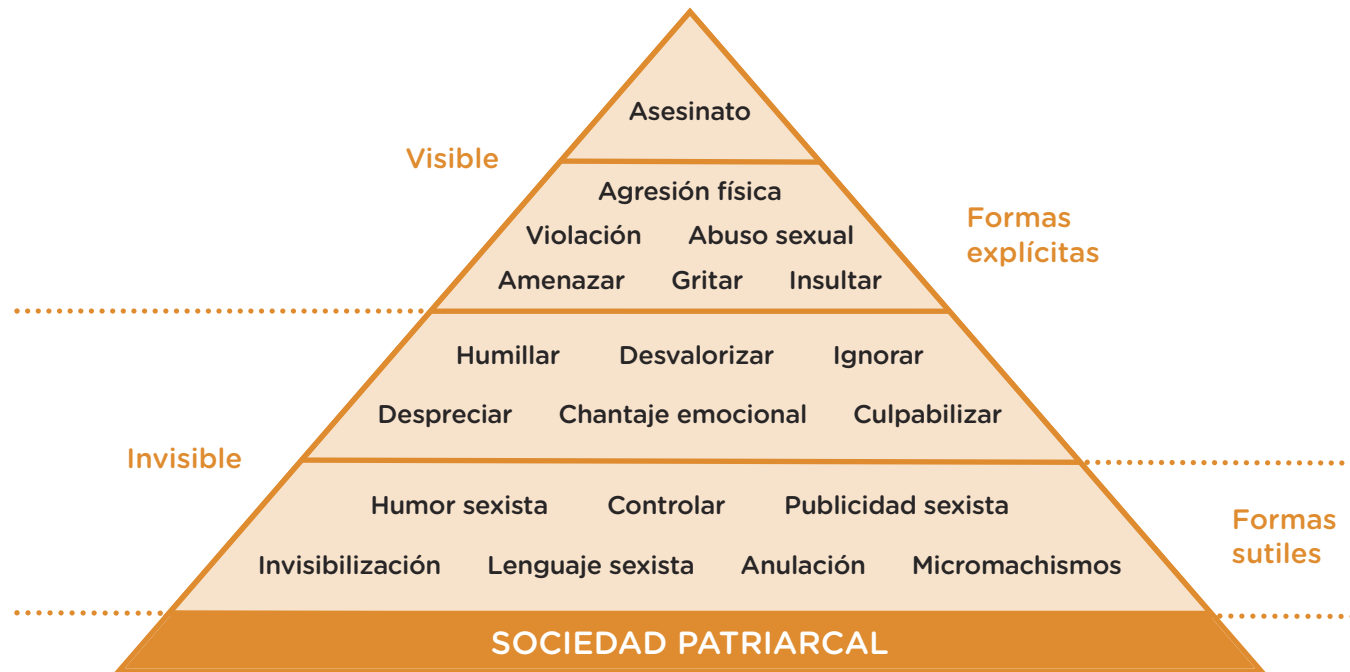 Asesinato
Visible
Agresión física
Formas
explícitas
Violación Abuso sexual
Amenazar Gritar Insultar
Humillar Desvalorizar Ignorar
Despreciar Chantaje emocional Culpabilizar
Invisible
Humor sexista Controlar Publicidad sexista
Formas
sutiles
Invisibilización Lenguaje sexista Anulación Micromachismos
SOCIEDAD PATRIARCAL